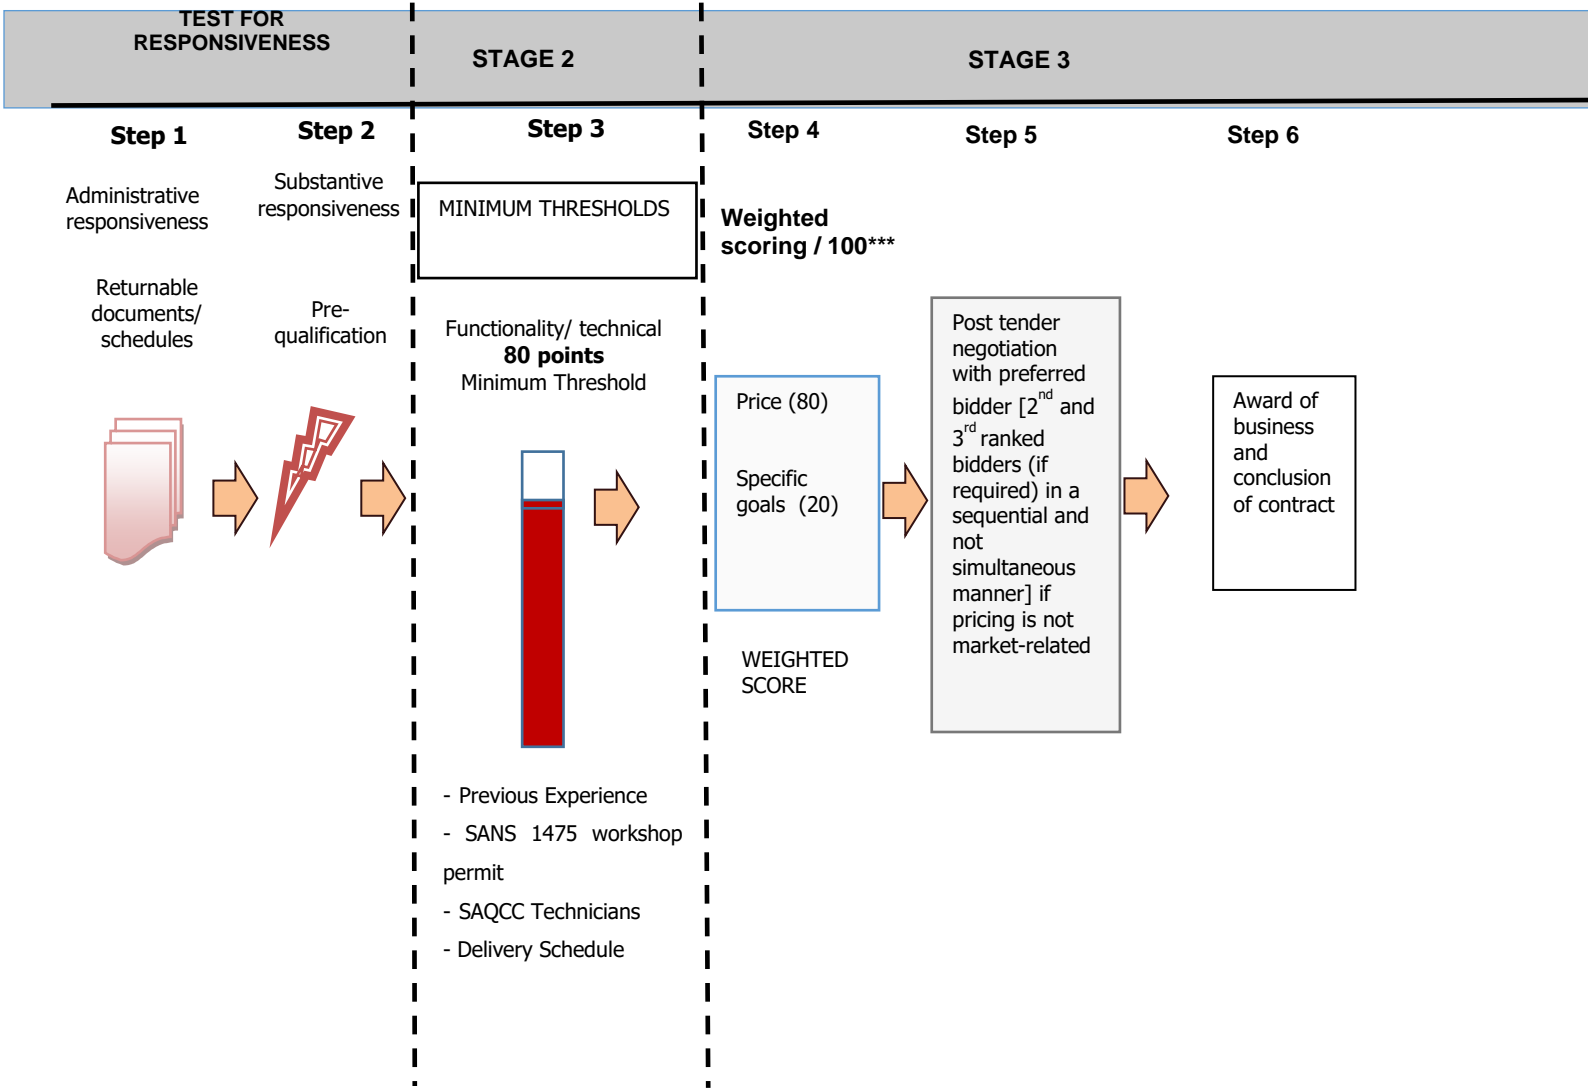 TEST FOR
RESPONSIVENESS
STAGE 2
STAGE 3
Step 1
Step 2
Step 3
Step 4
Step 5
Step 6
Administrative
responsiveness
Returnable
documents/
schedules
Substantive
responsiveness
Pre-
qualification
MINIMUM THRESHOLDS
Functionality/ technical
80 points
Minimum Threshold
- Previous Experience
- SANS 1475 workshop
permit
- SAQCC Technicians
- Delivery Schedule
Weighted
scoring / 100***
Price (80)
Specific
goals (20)
WEIGHTED
SCORE
Post tender
negotiation
with preferred
bidder [2nd and
3rd ranked
bidders (if
required) in a
sequential and
not
simultaneous
manner] if
pricing is not
market-related
Award of
business
and
conclusion
of contract